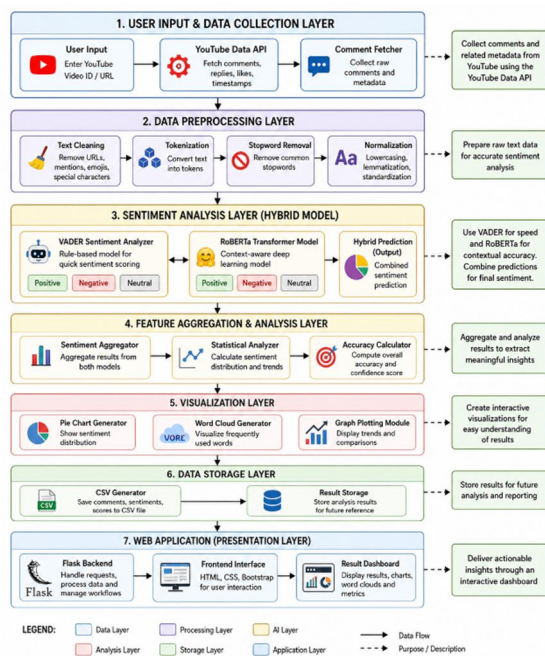 1. USER INPUT & DATA COLLECTION LAYER
User Input
Enter YouTube
Video ID / URL
YouTube Data API
Fetch comments,
replies, likes,
timestamps
Comment Fetcher
Collect raw
comments and
metadata
Collect comments and
related metadata from
YouTube using the
YouTube Data API
2. DATA PREPROCESSING LAYER
Text Cleaning
Remove URLs,
mentions, emojis,
special characters
Tokenization
Convert text
into tokens
Stopword Removal
Remove common
stopwords
Aa
Normalization
Lowercasing,
lemmatization,
standardization
Prepare raw text data
for accurate sentiment
analysis
3. SENTIMENT ANALYSIS LAYER (HYBRID MODEL)
VADER Sentiment Analyzer
Rule-based model for
quick sentiment scoring
Positive
Negative
Neutral
RoBERTa Transformer Model
Context-aware deep
learning model
Positive
Negative
Neutral
Hybrid Prediction
(Output)
Combined
sentiment
prediction
Use VADER for speed
and RoBERTa for
contextual accuracy.
Combine predictions
for final sentiment.
4. FEATURE AGGREGATION & ANALYSIS LAYER
Sentiment Aggregator
Aggregate results from
both models
Statistical Analyzer
Calculate sentiment
distribution and trends
Accuracy Calculator
Compute overall
accuracy and
confidence score
Aggregate and analyze
results to extract
meaningful insights
5. VISUALIZATION LAYER
Pie Chart Generator
Show sentiment
distribution
VORL
Word Cloud Generator
Visualize frequently
used words
Graph Plotting Module
Display trends and
comparisons
Create interactive
visualizations for
easy understanding
of results
6. DATA STORAGE LAYER
CSV
CSV Generator
Save comments, sentiments,
scores to CSV file
Result Storage
Store analysis results
for future reference
Store results for future
analysis and reporting
7. WEB APPLICATION (PRESENTATION LAYER)
Flask
Flask Backend
Handle requests,
process data and
manage workflows
Frontend Interface
HTML, CSS, Bootstrap
for user interaction
Result Dashboard
Display results, charts,
word clouds and
metrics
Deliver actionable
insights through an
interactive dashboard
LEGEND:
Data Layer
Processing Layer
AI Layer
Data Flow
Analysis Layer
Storage Layer
Application Layer
Purpose / Description